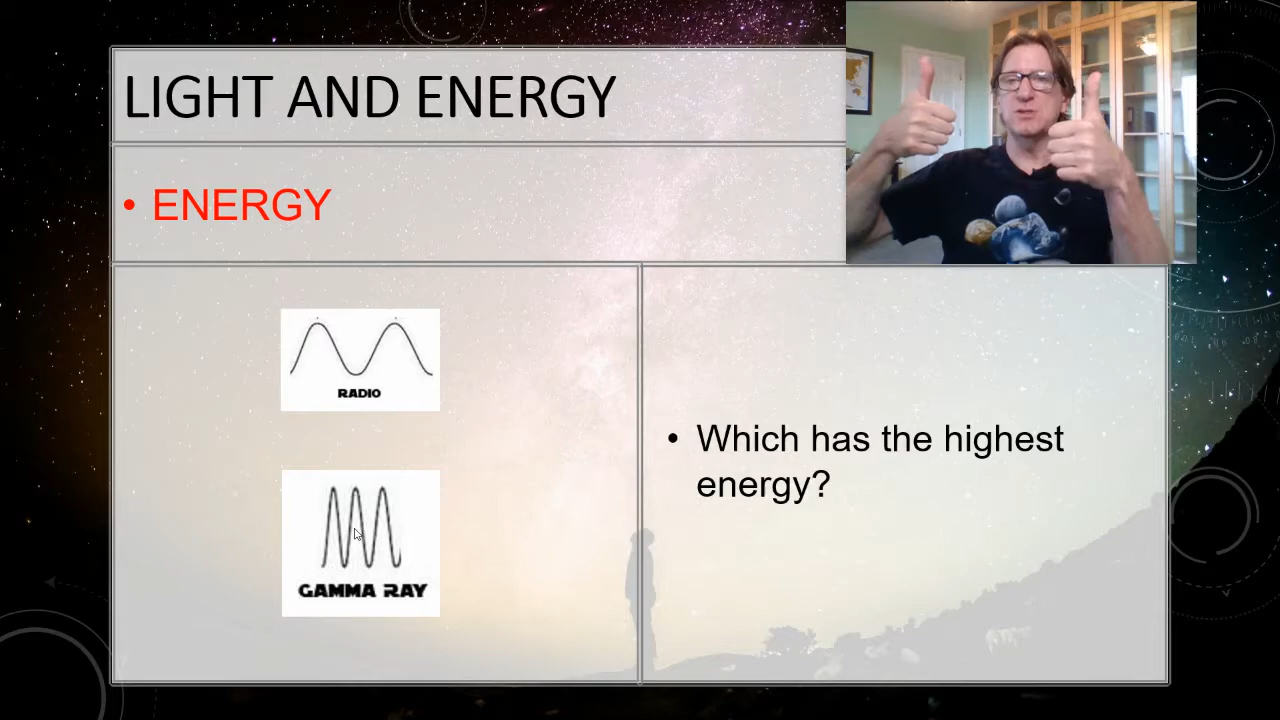 LIGHT AND ENERGY
• ENERGY
RADIO
GAMMA RAY
• Which has the highest
energy?